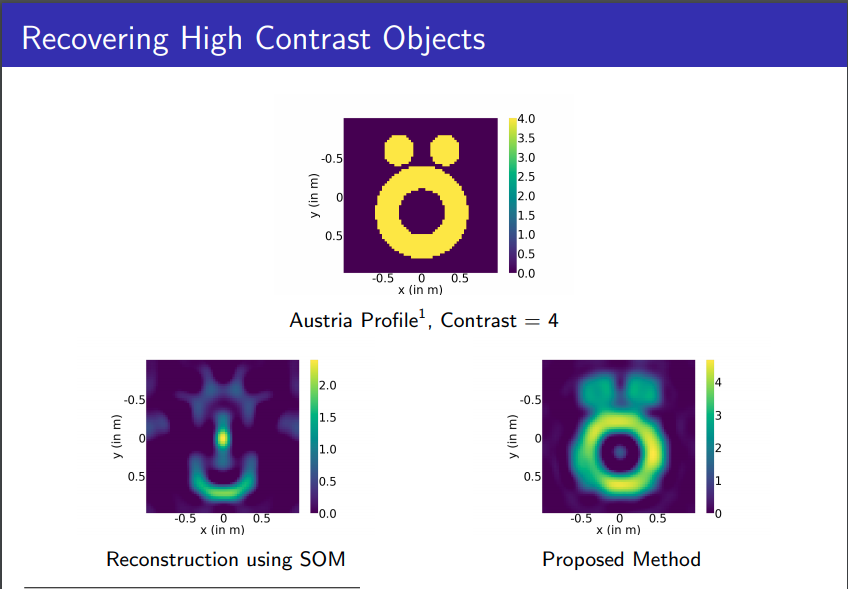 Recovering High Contrast Objects
4.0
3.5
3.0
2.5
2.0
1.5
1.0
0.5
0.0
y (in m)
-0.5
0
0.5
-0.5 0 0.5
x (in m)
Austria Profile¹, Contrast = 4
y (in m)
-0.5
0
0.5
-0.5 0 0.5
x (in m)
2.0
1.5
1.0
0.5
0.0
Reconstruction using SOM
y (in m)
-0.5
0
0.5
-0.5 0 0.5
x (in m)
4
3
2
1
0
Proposed Method